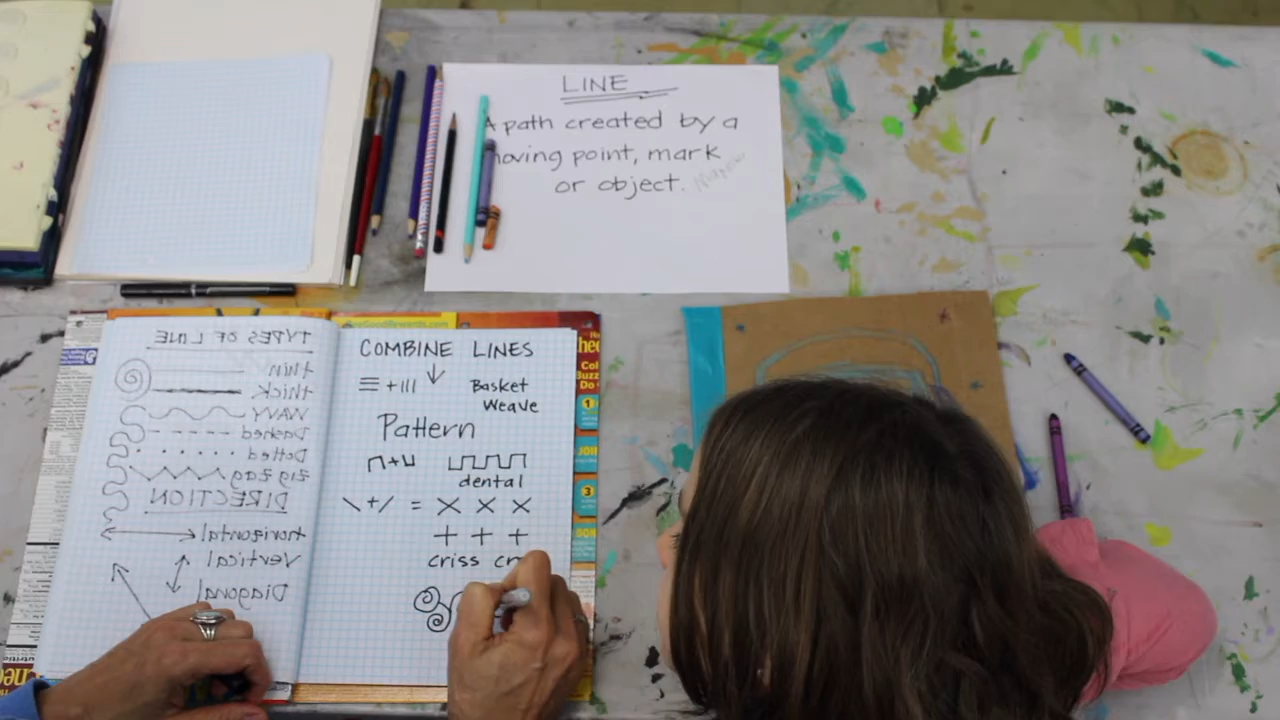 LINE
A path created by a
moving point, mark
or object.
TYPES OF LINE
thin
thick
WAVY
Dashed
Dotted
zig zag
DIRECTION
horizontal
Vertical
Diagonal
COMBINE LINES
Basket
Weave
Pattern
dental
criss